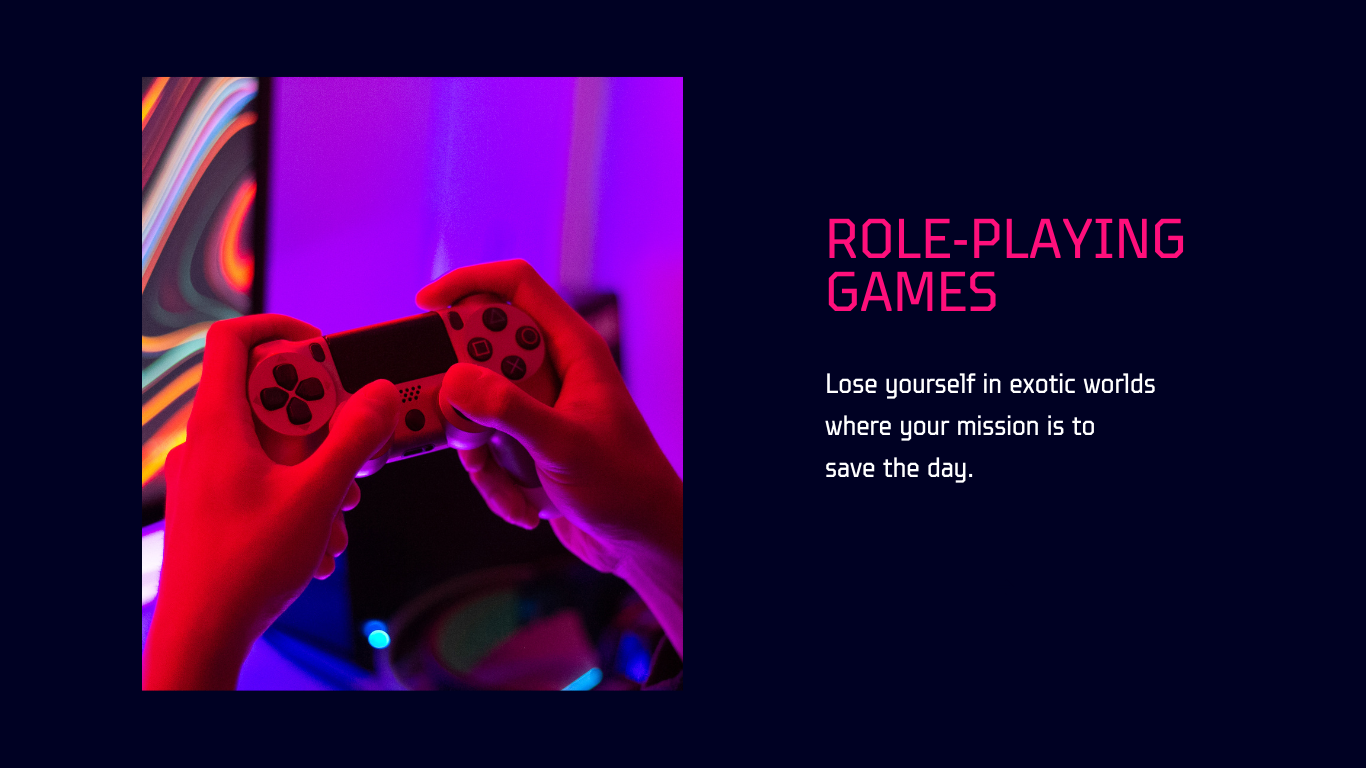 ROLE-PLAYING
GAMES
Lose yourself in exotic worlds
where your mission is to
save the day.